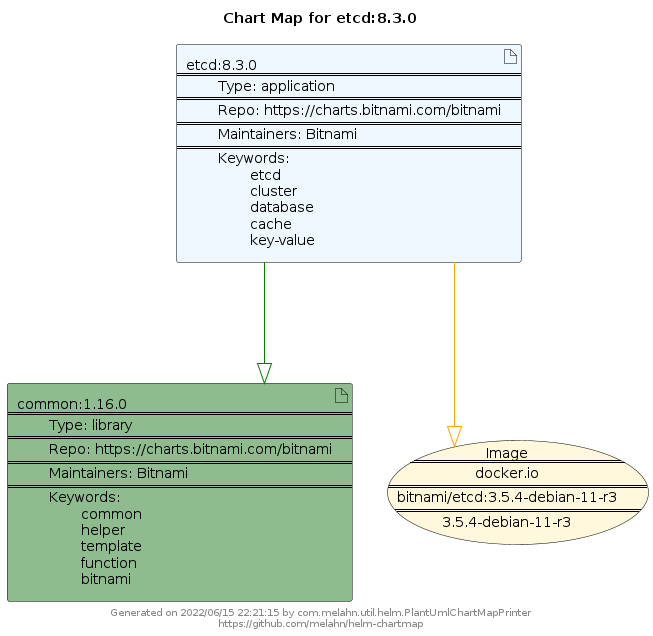 Chart Map for etcd:8.3.0
etcd:8.3.0
Type: application
Repo: https://charts.bitnami.com/bitnami
Maintainers: Bitnami
Keywords:
etcd
cluster
database
cache
key-value
common:1.16.0
Type: library
Repo: https://charts.bitnami.com/bitnami
Maintainers: Bitnami
Keywords:
common
helper
template
function
bitnami
Image
docker.io
bitnami/etcd:3.5.4-debian-11-r3
3.5.4-debian-11-r3
Generated on 2022/06/15 22:21:15 by com.melahn.util.helm.PlantUmlChartMapPrinter
https://github.com/melahn/helm-chartmap